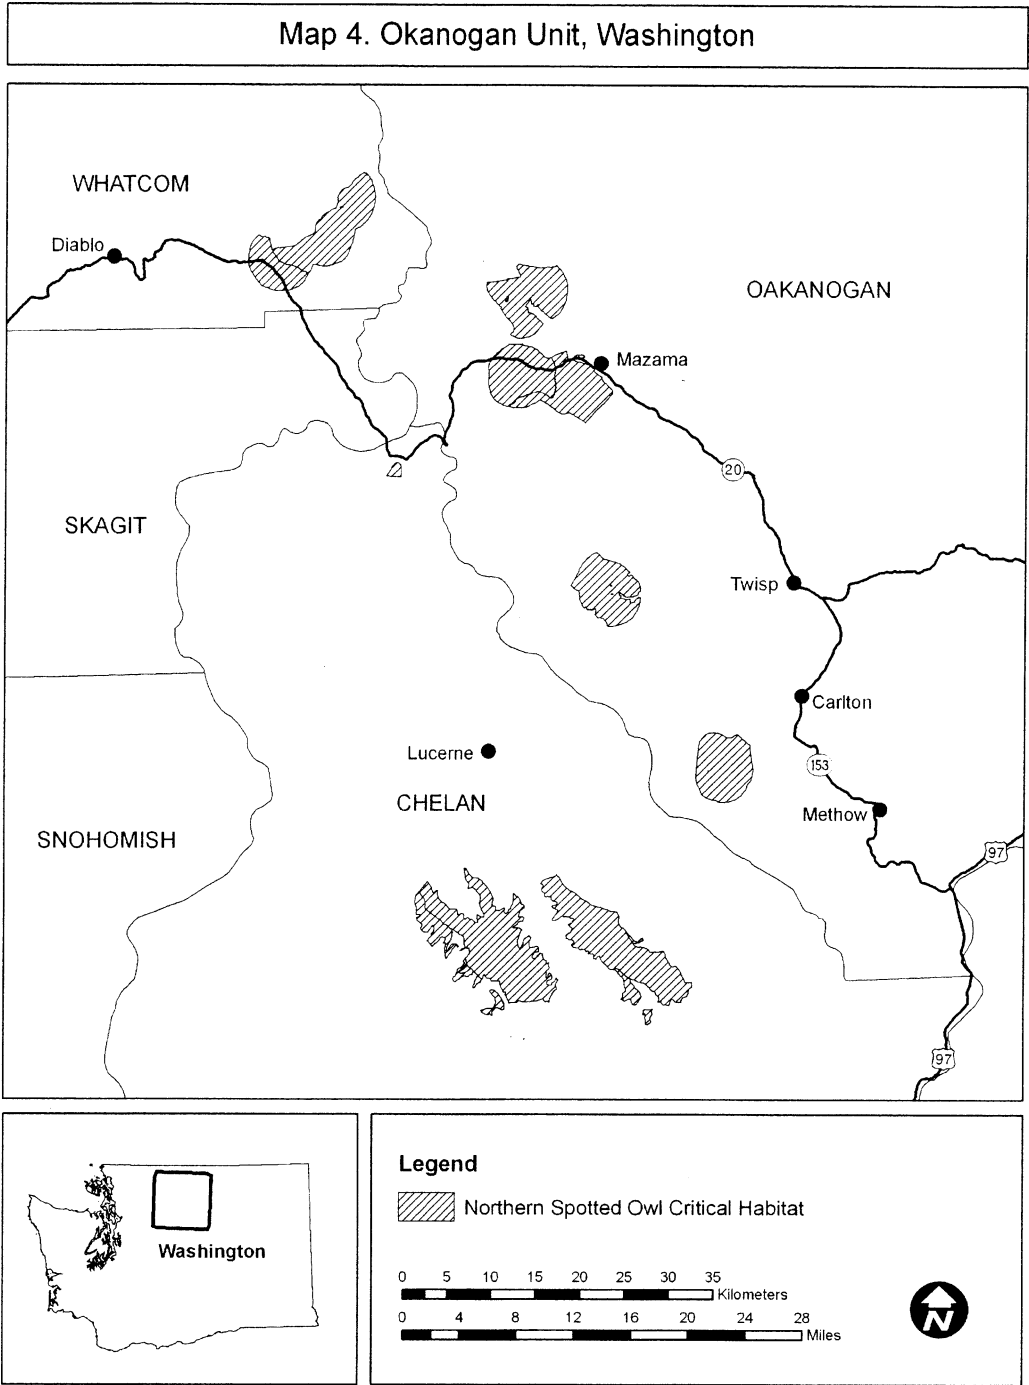 Map 4. Okanogan Unit, Washington
WHATCOM
Diablo
OAKANOGAN
Mazama
20
SKAGIT
Twisp
Carlton
Lucerne
153
CHELAN
Methow
SNOHOMISH
97
97
Washington
Legend
Northern Spotted Owl Critical Habitat
0 5 10 15 20 25 30 35
Kilometers
0 4 8 12 16 20 24 28
Miles
N